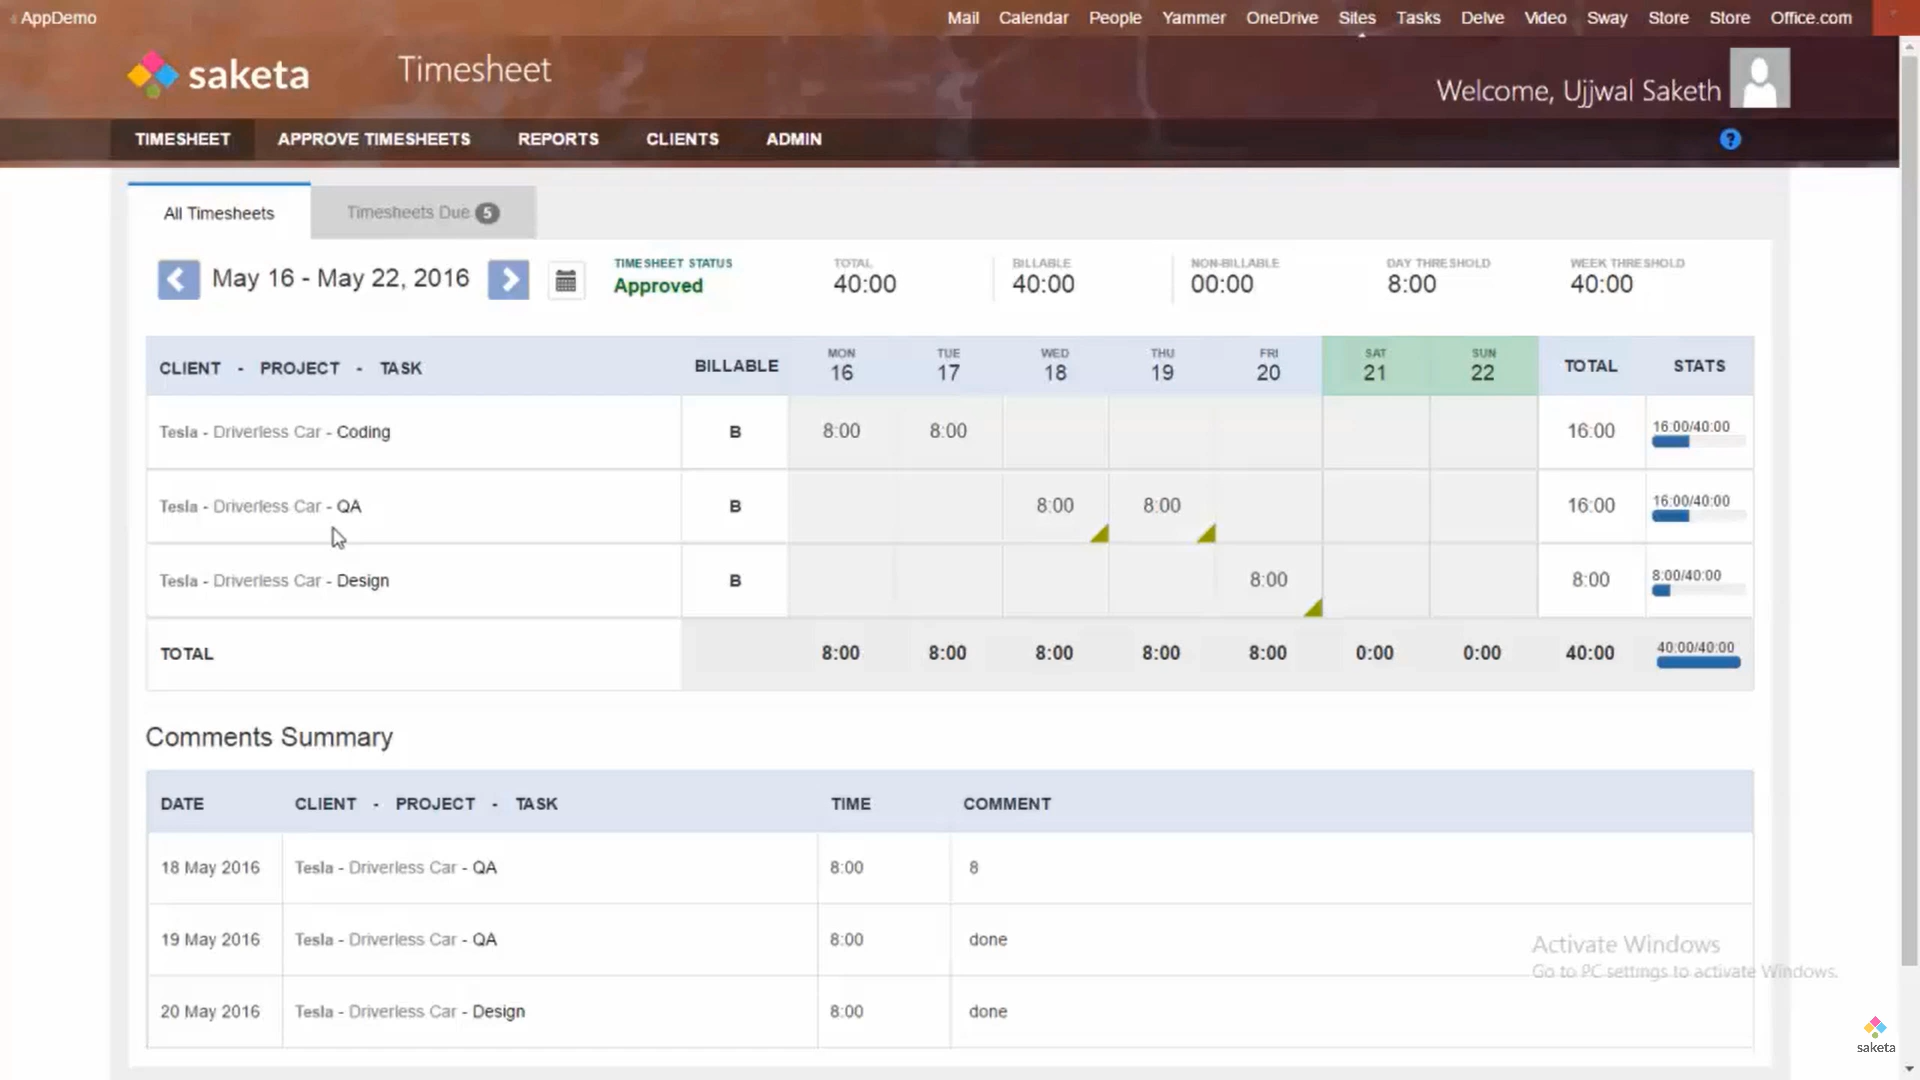 AppDemo
Mail Calendar People Yammer OneDrive Sites Tasks Delve Video Sway Store Store Office.com
saketa
Timesheet
Welcome, Ujjwal Saketh
TIMESHEET APPROVE TIMESHEETS REPORTS CLIENTS ADMIN
?
All Timesheets
Timesheets Due 5
May 16 - May 22, 2016
TIMESHEET STATUS
Approved
TOTAL
40:00
BILLABLE
40:00
NON-BILLABLE
00:00
DAY THRESHOLD
8:00
WEEK THRESHOLD
40:00
CLIENT - PROJECT - TASK
BILLABLE
MON
16
TUE
17
WED
18
THU
19
FRI
20
SAT
21
SUN
22
TOTAL
STATS
Tesla - Driverless Car - Coding B 8:00 8:00 16:00 16:00/40:00
Tesla - Driverless Car - QA B 8:00 8:00 16:00 16:00/40:00
Tesla - Driverless Car - Design B 8:00 8:00 8:00/40:00
TOTAL 8:00 8:00 8:00 8:00 8:00 0:00 0:00 40:00 40:00/40:00
Comments Summary
DATE CLIENT - PROJECT - TASK TIME COMMENT
18 May 2016 Tesla - Driverless Car - QA 8:00 8
19 May 2016 Tesla - Driverless Car - QA 8:00 done
20 May 2016 Tesla - Driverless Car - Design 8:00 done
Activate Windows
Go to PC settings to activate Windows.
saketa